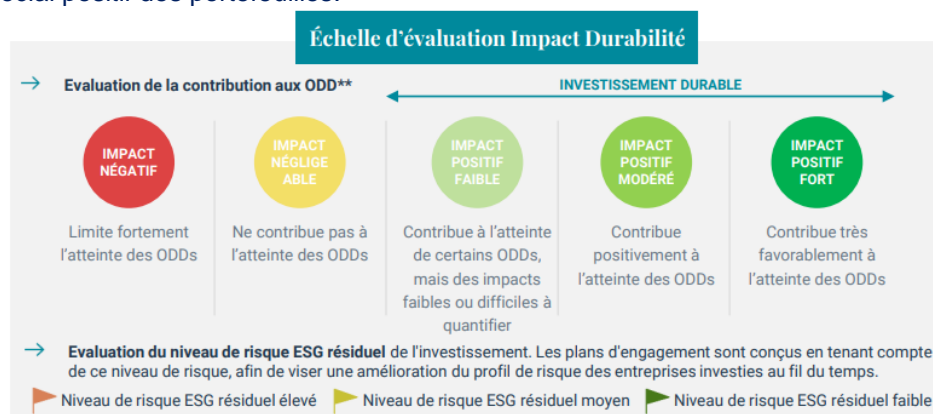 social positif des portefeuilles.
Échelle d'évaluation Impact Durabilité
→ Evaluation de la contribution aux ODD**
INVESTISSEMENT DURABLE
IMPACT
NÉGATIF
Limite fortement
l'atteinte des ODDs
IMPACT
NÉGLIGE
ABLE
Ne contribue pas à
l'atteinte des ODDs
IMPACT
POSITIF
FAIBLE
Contribue à l'atteinte
de certains ODDs,
mais des impacts
faibles ou difficiles à
quantifier
IMPACT
POSITIF
MODÉRÉ
Contribue
positivement à
l'atteinte des ODDs
IMPACT
POSITIF
FORT
Contribue très
favorablement à
l'atteinte des ODDs
→ Evaluation du niveau de risque ESG résiduel de l'investissement. Les plans d'engagement sont conçus en tenant compte
de ce niveau de risque, afin de viser une amélioration du profil de risque des entreprises investies au fil du temps.
Niveau de risque ESG résiduel élevé
Niveau de risque ESG résiduel moyen
Niveau de risque ESG résiduel faible